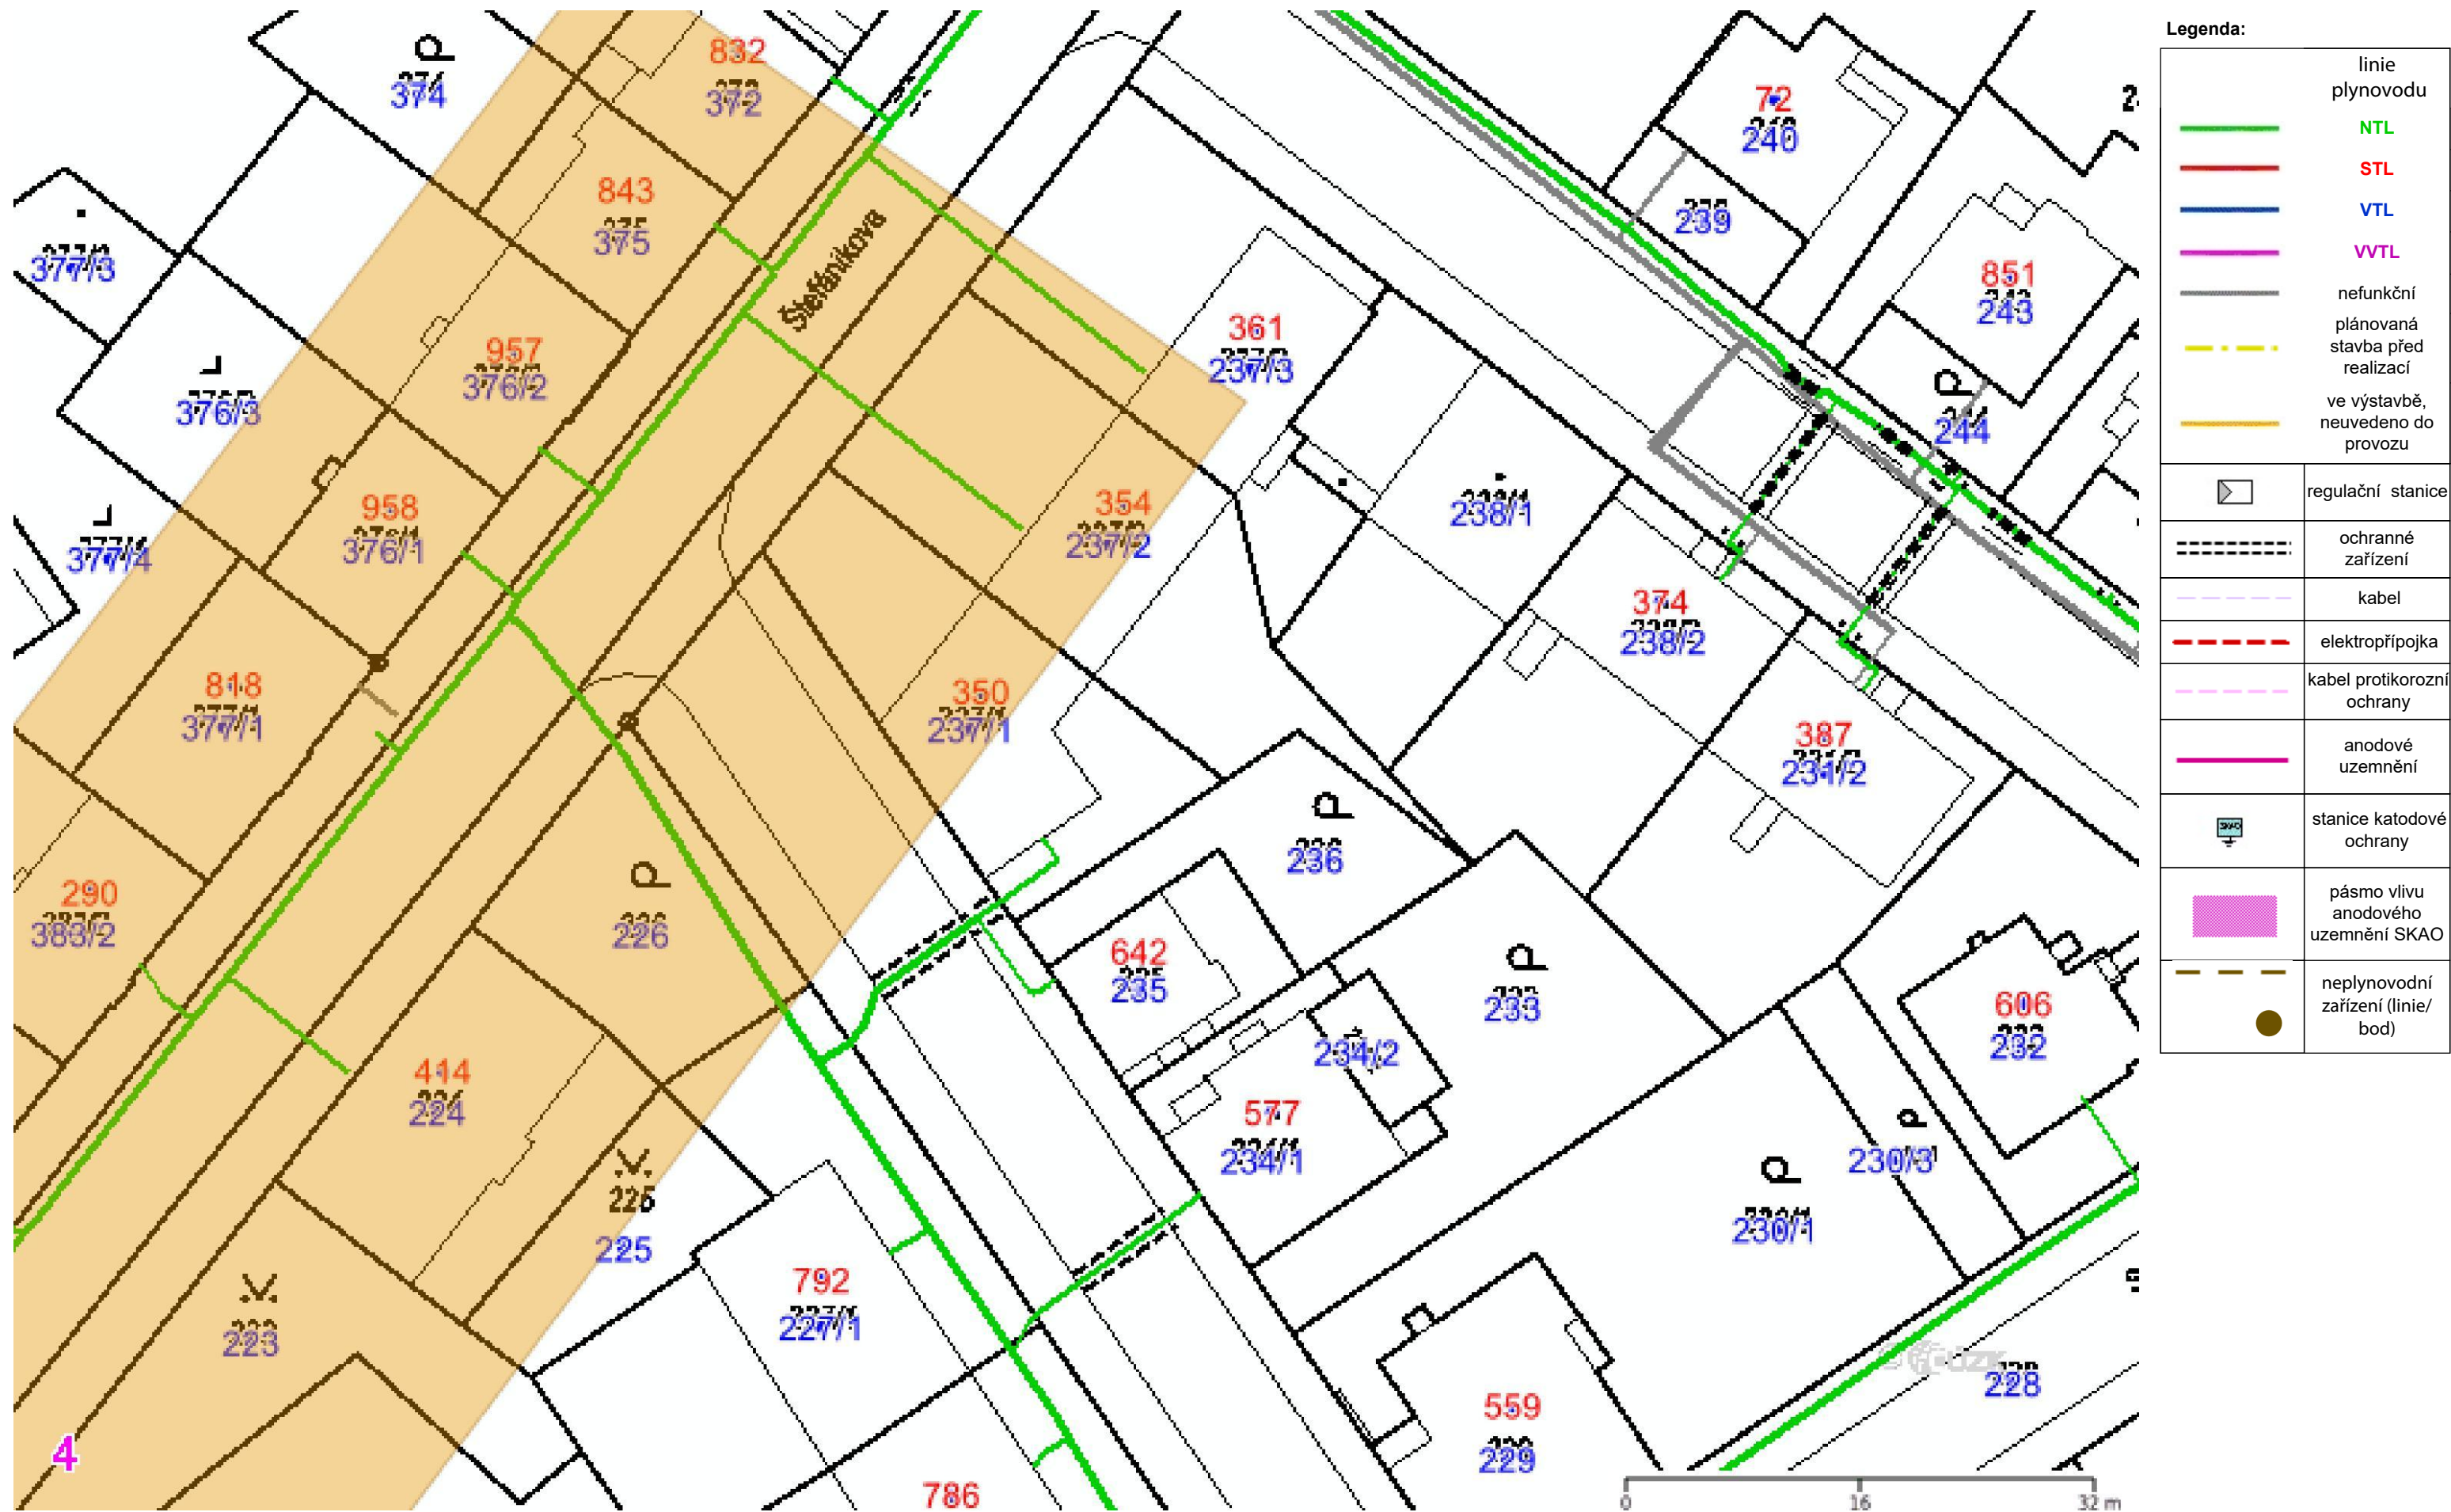 Legenda:
linie
plynovodu
NTL
STL
VTL
VVTL
nefunkční
plánovaná
stavba před
realizací
ve výstavbě,
neuvedeno do
provozu
regulační stanice
ochranné
zařízení
kabel
elektropřípojka
kabel protikorozní
ochrany
anodové
uzemnění
SKAO
stanice katodové
ochrany
pásmo vlivu
anodového
uzemnění SKAO
neplynovodní
zařízení (linie/
bod)
832
372
374
72
240
843
375
239
377/3
Štefánikova
851
243
361
237/3
957
376/2
376/3
244
958
376/1
354
237/2
238/1
377/4
374
238/2
818
377/1
350
237/1
387
231/2
236
290
383/2
226
642
235
233
606
232
234/2
414
224
577
234/1
230/3
225
225
230/1
792
227/1
223
228
559
229
4
786
0
16
32 m